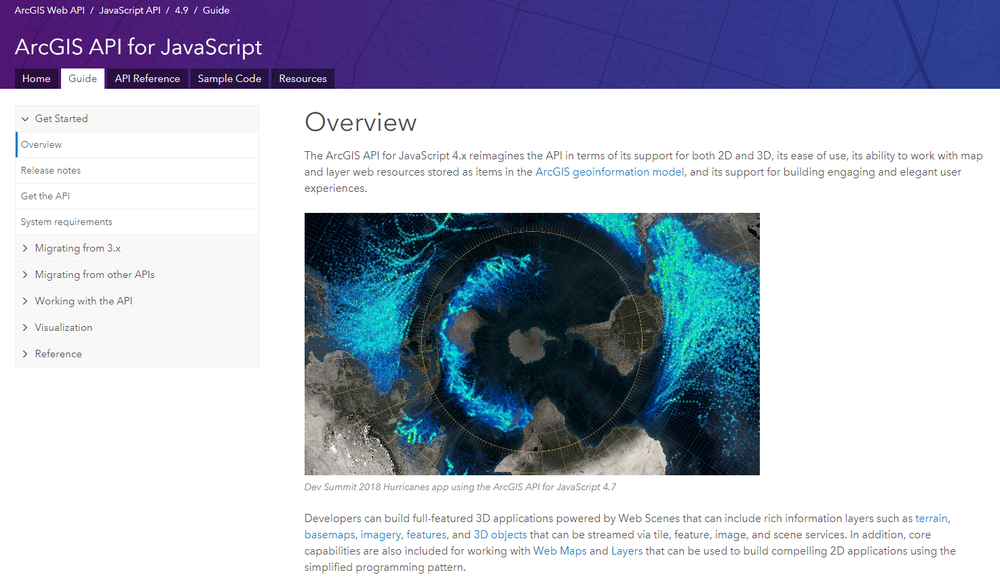 ArcGIS Web API / JavaScript API / 4.9 / Guide
ArcGIS API for JavaScript
Home Guide API Reference Sample Code Resources
Get Started
Overview
Release notes
Get the API
System requirements
Migrating from 3.x
Migrating from other APIs
Working with the API
Visualization
Reference
Overview
The ArcGIS API for JavaScript 4.x reimagines the API in terms of its support for both 2D and 3D, its ease of use, its ability to work with map
and layer web resources stored as items in the ArcGIS geoinformation model, and its support for building engaging and elegant user
experiences.
Dev Summit 2018 Hurricanes app using the ArcGIS API for JavaScript 4.7
Developers can build full-featured 3D applications powered by Web Scenes that can include rich information layers such as terrain,
basemaps, imagery, features, and 3D objects that can be streamed via tile, feature, image, and scene services. In addition, core
capabilities are also included for working with Web Maps and Layers that can be used to build compelling 2D applications using the
simplified programming pattern.